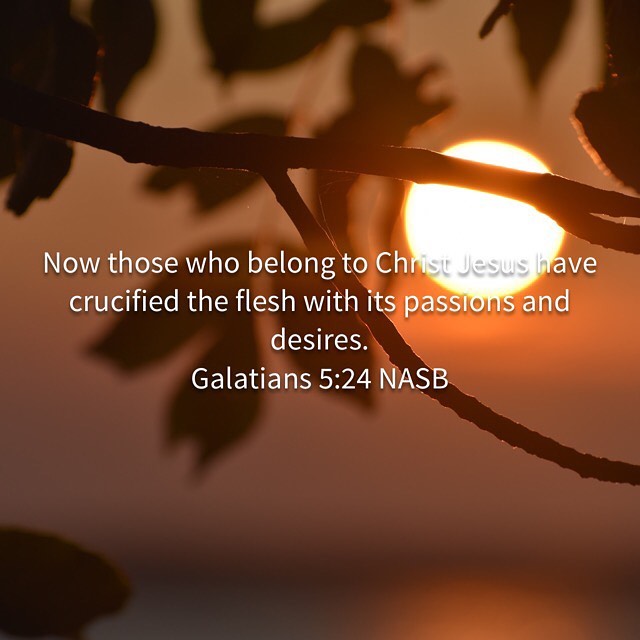 Now those who belong to Christ Jesus have
crucified the flesh with its passions and
desires.
Galatians 5:24 NASB